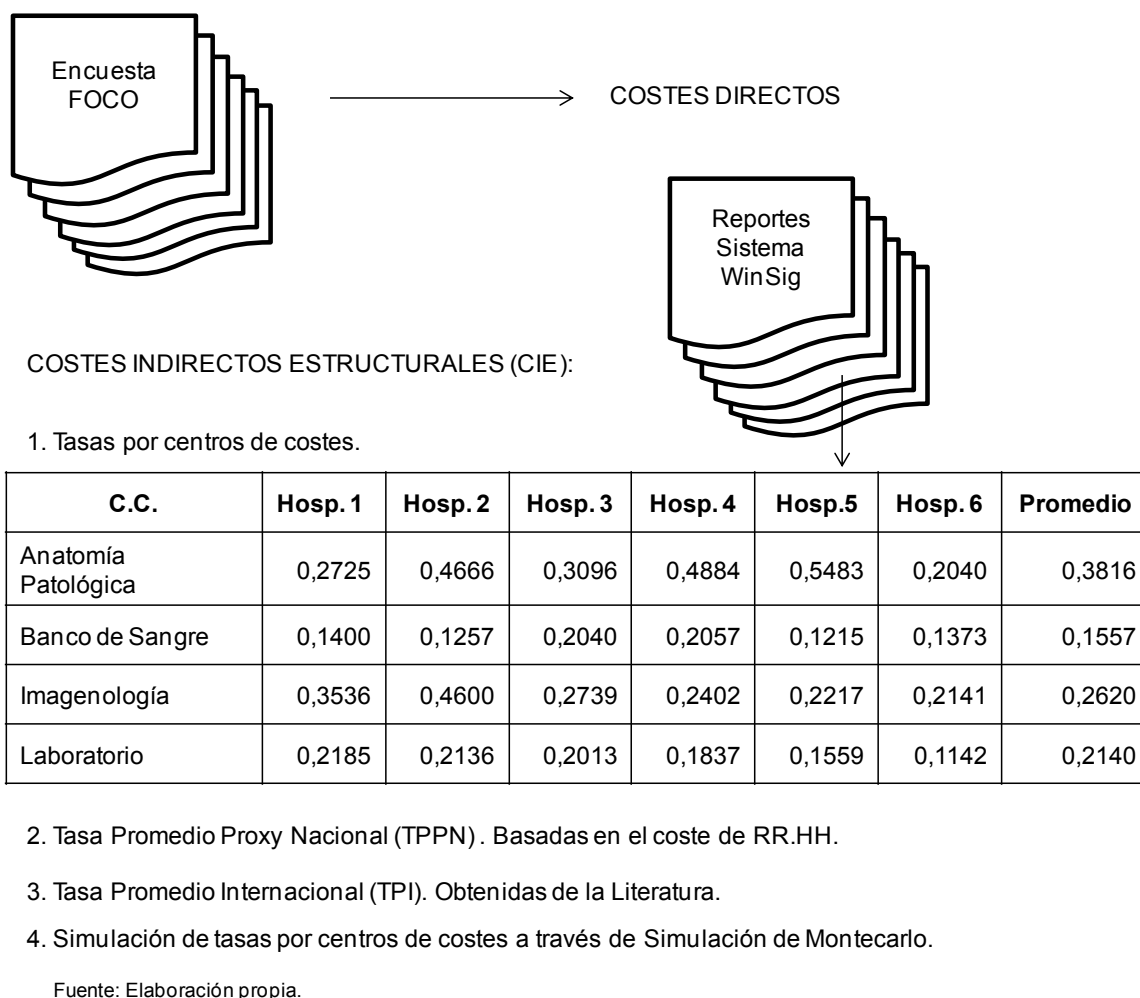 Encuesta
FOCO
COSTES DIRECTOS
Reportes
Sistema
WinSig
COSTES INDIRECTOS ESTRUCTURALES (CIE):
1. Tasas por centros de costes.
C.C. Hosp. 1 Hosp. 2 Hosp. 3 Hosp. 4 Hosp.5 Hosp. 6 Promedio
Anatomía
Patológica 0,2725 0,4666 0,3096 0,4884 0,5483 0,2040 0,3816
Banco de Sangre 0,1400 0,1257 0,2040 0,2057 0,1215 0,1373 0,1557
Imagenología 0,3536 0,4600 0,2739 0,2402 0,2217 0,2141 0,2620
Laboratorio 0,2185 0,2136 0,2013 0,1837 0,1559 0,1142 0,2140
2. Tasa Promedio Proxy Nacional (TPPN) . Basadas en el coste de RR.HH.
3. Tasa Promedio Internacional (TPI). Obtenidas de la Literatura.
4. Simulación de tasas por centros de costes a través de Simulación de Montecarlo.
Fuente: Elaboración propia.